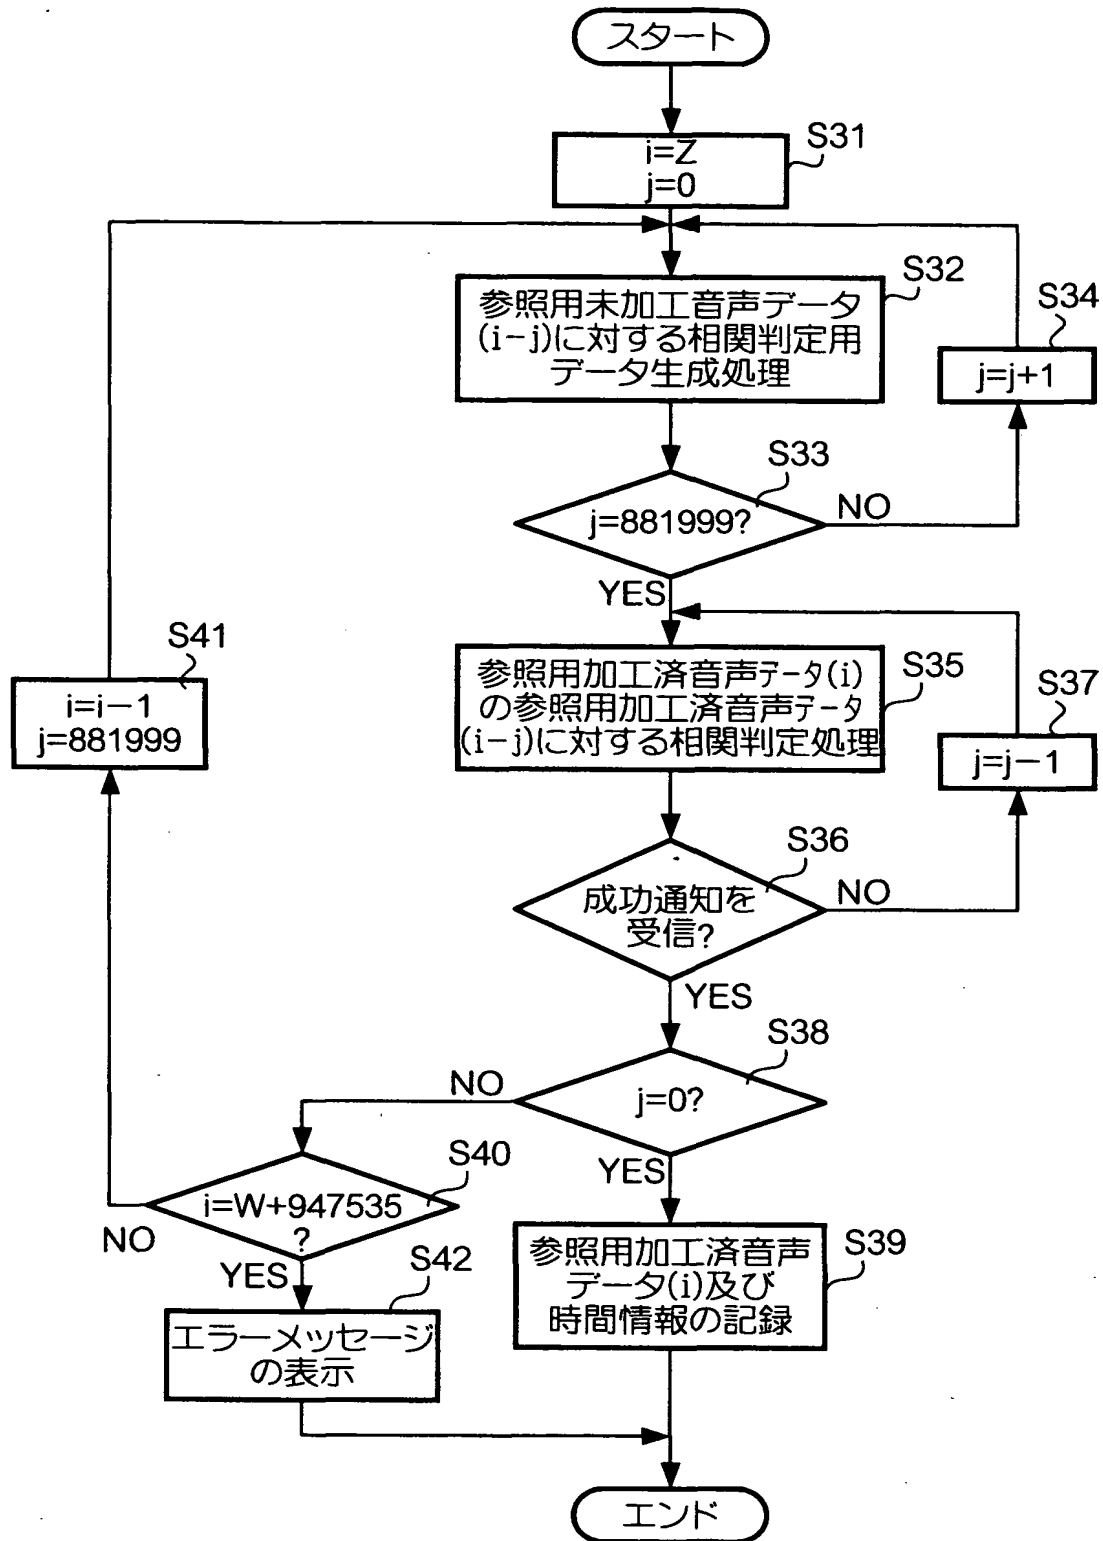 スタート
S31
i=Z
j=0
S32
参照用未加工音声データ
(i-j)に対する相関判定用
データ生成処理
S34
j=j+1
S33
j=881999?
NO
YES
S35
参照用加工済音声データ(i)
の参照用加工済音声データ
(i-j)に対する相関判定処理
S37
j=j-1
S41
i=i-1
j=881999
S36
成功通知を
受信?
NO
YES
S38
j=0?
NO
YES
S40
i=W+947535
?
NO
YES
S39
参照用加工済音声
データ(i)及び
時間情報の記録
S42
エラーメッセージ
の表示
エンド